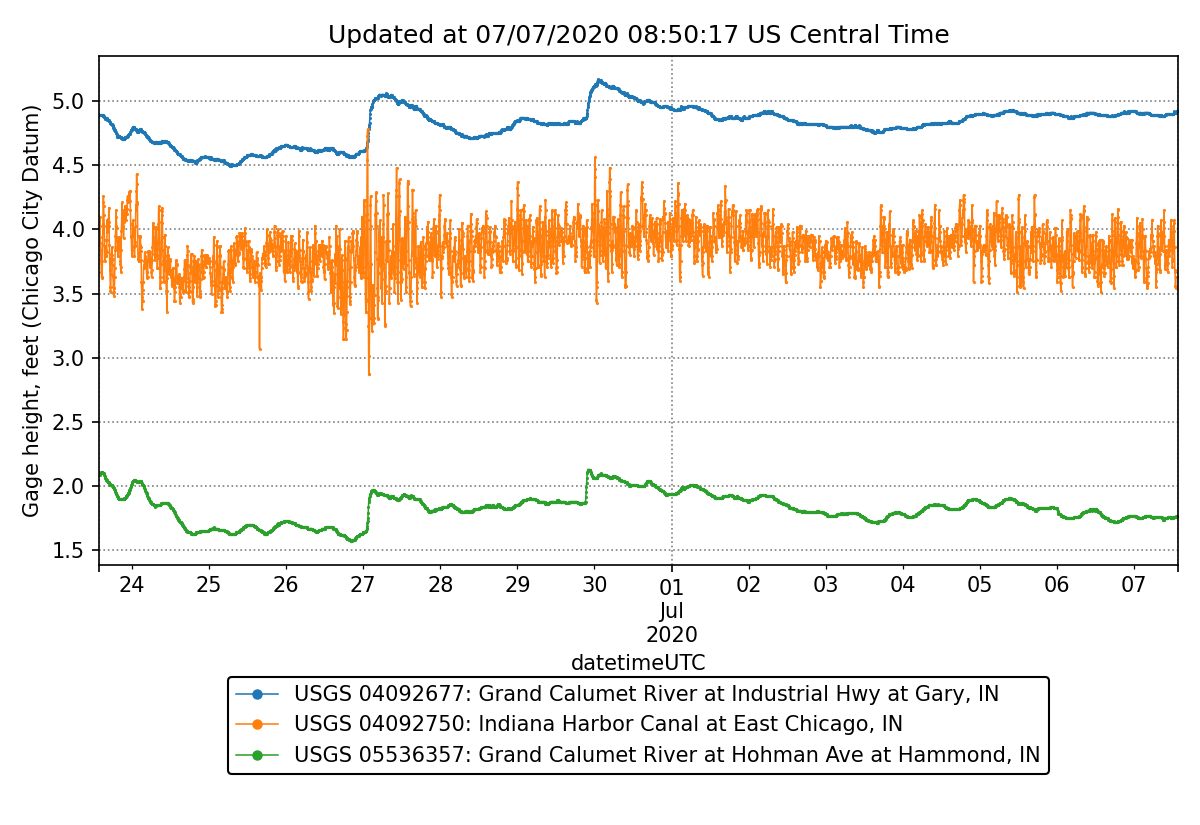 Updated at 07/07/2020 08:50:17 US Central Time
Gage height, feet (Chicago City Datum)
5.0
4.5
4.0
3.5
3.0
2.5
2.0
1.5
24 25 26 27 28 29 30 01 02 03 04 05 06 07
Jul
2020
datetimeUTC
USGS 04092677: Grand Calumet River at Industrial Hwy at Gary, IN
USGS 04092750: Indiana Harbor Canal at East Chicago, IN
USGS 05536357: Grand Calumet River at Hohman Ave at Hammond, IN